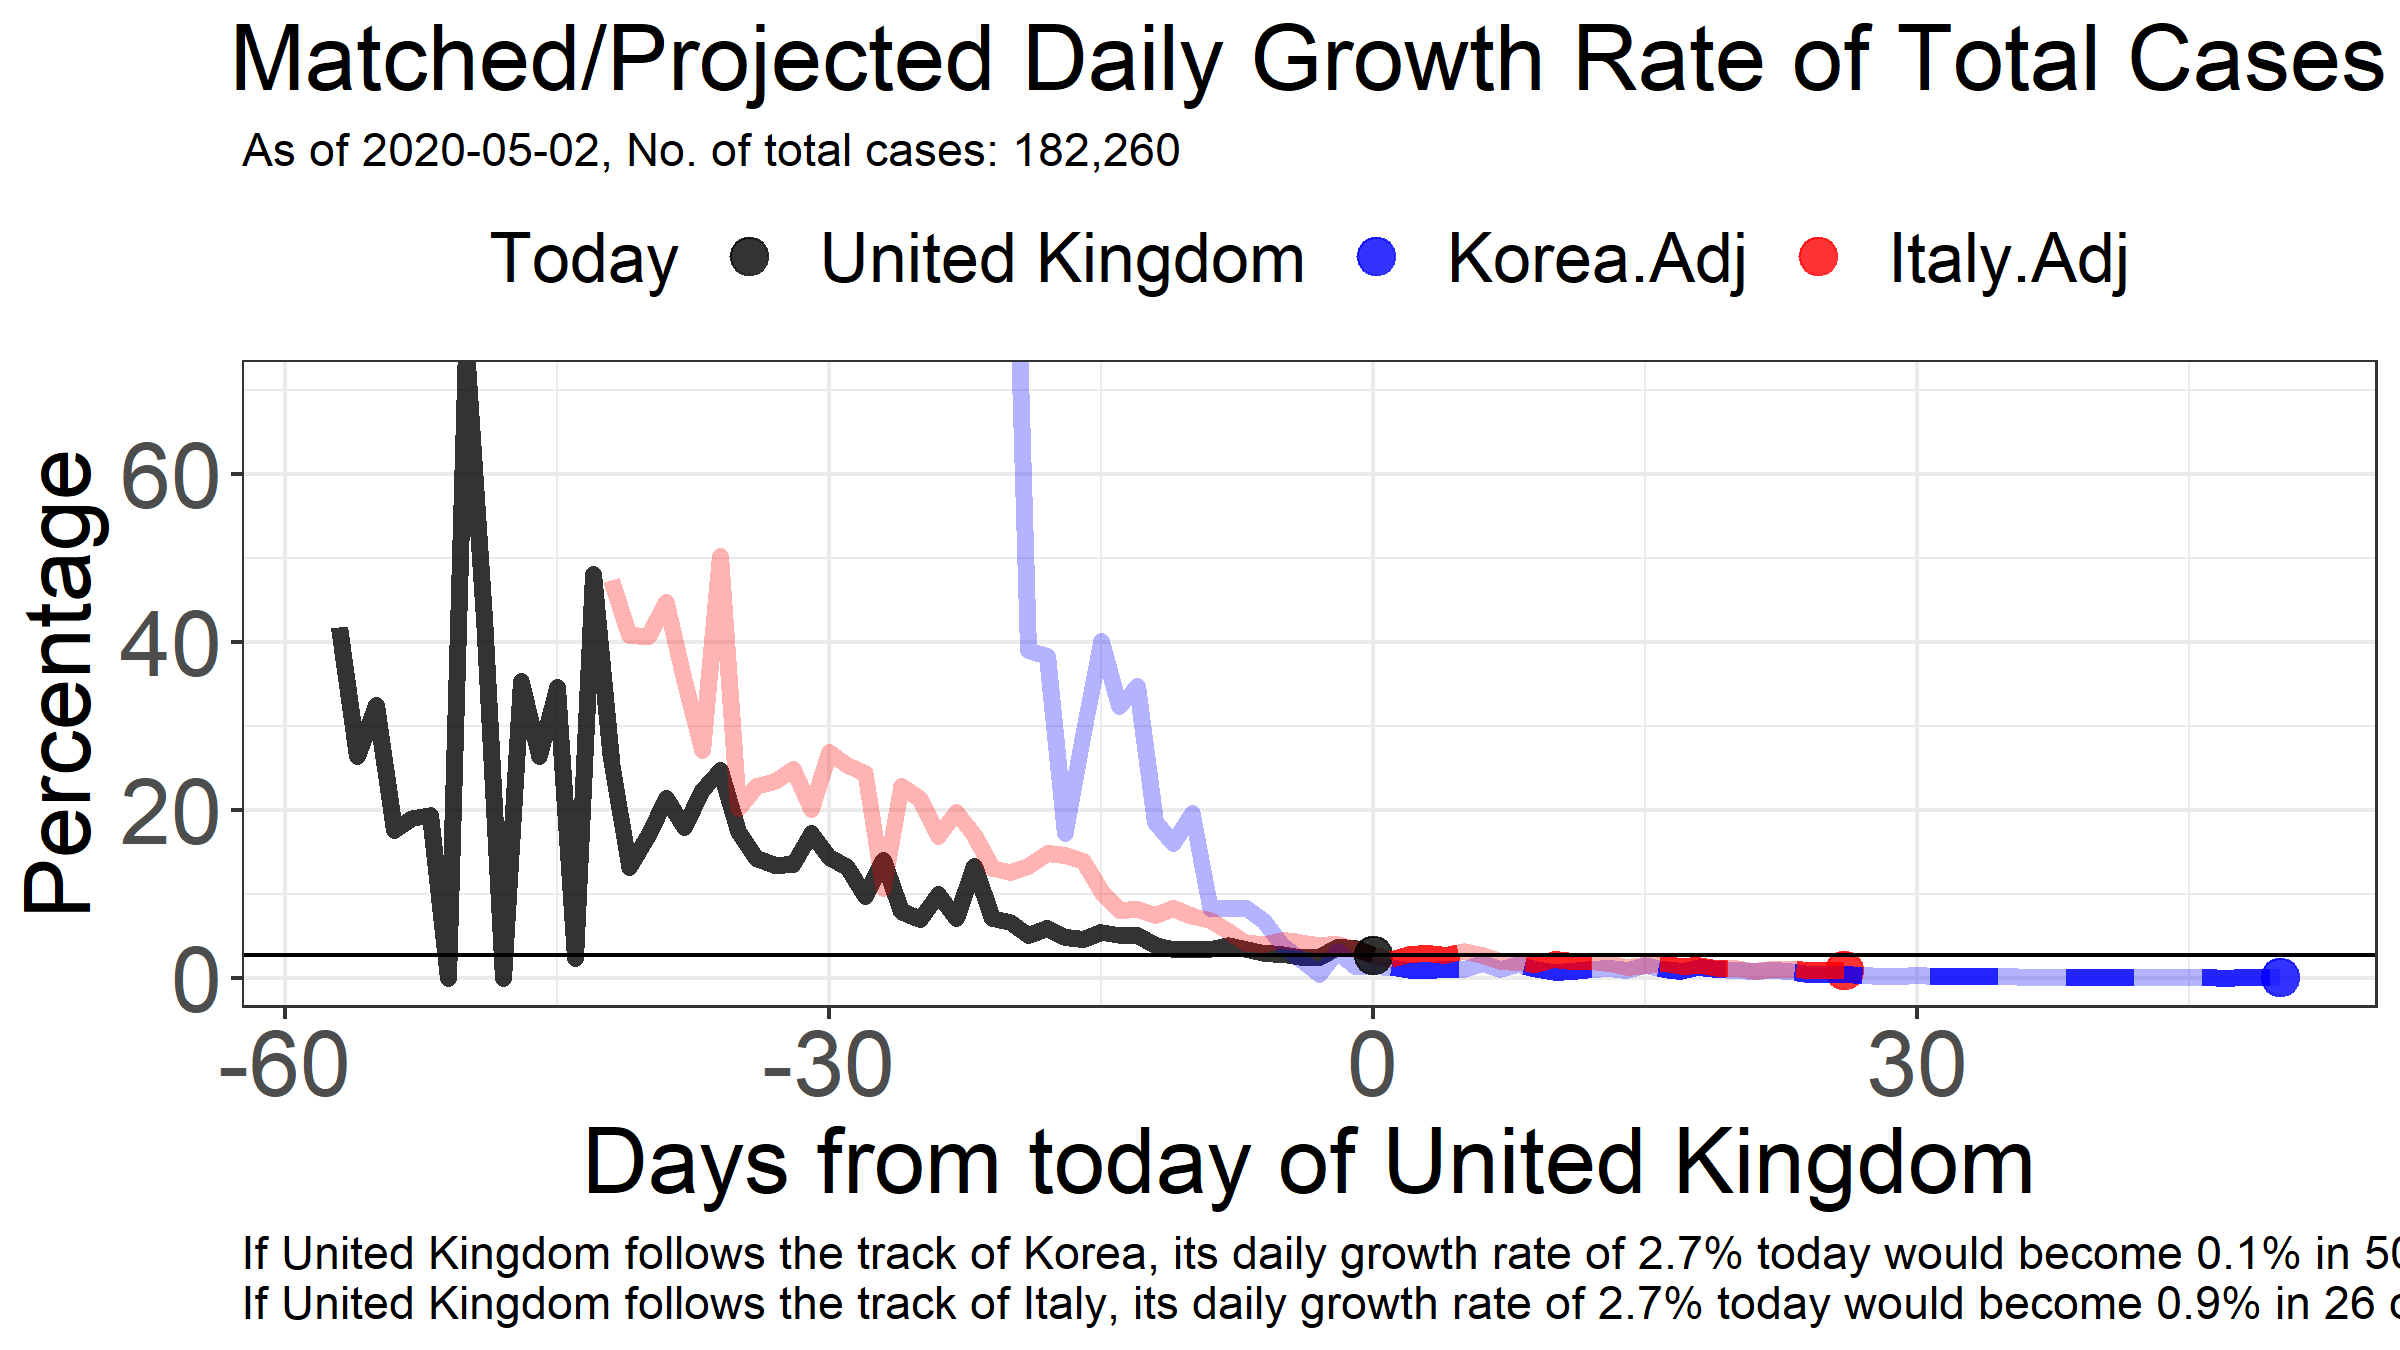 Matched/Projected Daily Growth Rate of Total Cases
As of 2020-05-02, No. of total cases: 182,260
Today United Kingdom Korea.Adj Italy.Adj
Percentage
60
40
20
0
-60 -30 0 30
Days from today of United Kingdom
If United Kingdom follows the track of Korea, its daily growth rate of 2.7% today would become 0.1% in 50
If United Kingdom follows the track of Italy, its daily growth rate of 2.7% today would become 0.9% in 26